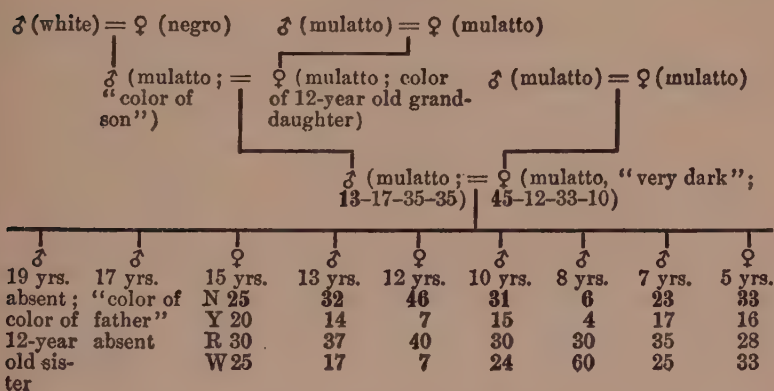 ♂ (white) = ♀ (negro) ♂ (mulatto) = ♀ (mulatto)
♂ (mulatto ; = ♀ (mulatto ; color ♂ (mulatto) = ♀ (mulatto)
“color of of 12-year old grand-
son”) daughter)
♂ (mulatto ; = ♀ (mulatto, “very dark”;
13-17-35-35) 45-12-33-10)
♂ ♂ ♀ ♂ ♀ ♂ ♂ ♂ ♀
19 yrs. 17 yrs. 15 yrs. 13 yrs. 12 yrs. 10 yrs. 8 yrs. 7 yrs. 5 yrs.
absent ; “color of N 25 32 46 31 6 23 33
color of father” Y 20 14 7 15 4 17 16
12-year absent R 30 37 40 30 30 35 28
old sis- W 25 17 7 24 60 25 33
ter